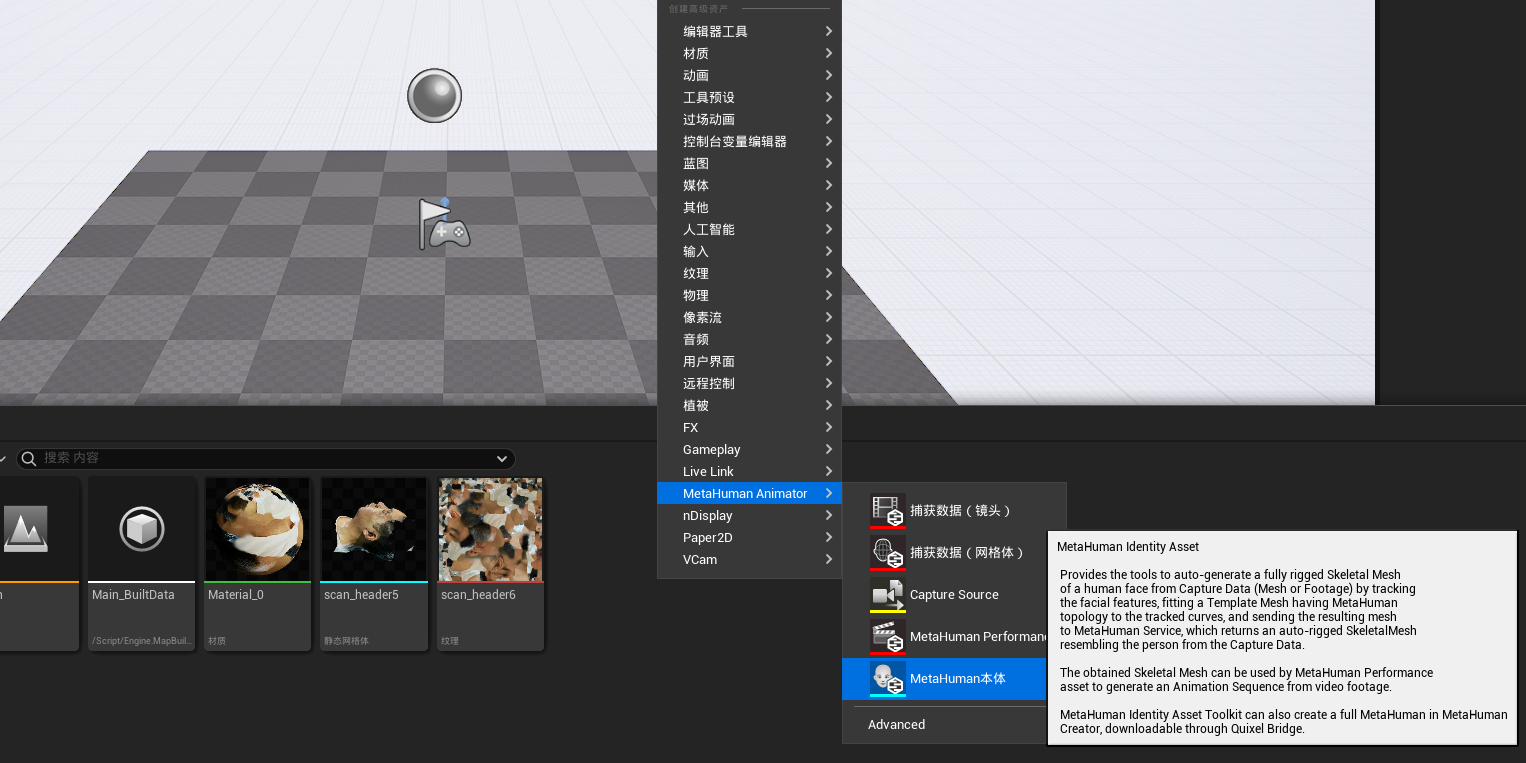 创建高级资产
编辑器工具
材质
动画
工具预设
过场动画
控制台变量编辑器
蓝图
媒体
其他
人工智能
输入
纹理
物理
像素流
音频
用户界面
远程控制
植被
FX
Gameplay
Live Link
MetaHuman Animator
nDisplay
Paper2D
VCam
搜索 内容
Main_BuiltData
/Script/Engine.MapBuil...
Material_0
材质
scan_header5
静态网格体
scan_header6
纹理
捕获数据（镜头）
捕获数据（网格体）
Capture Source
MetaHuman Performan
MetaHuman本体
Advanced
MetaHuman Identity Asset
Provides the tools to auto-generate a fully rigged Skeletal Mesh
of a human face from Capture Data (Mesh or Footage) by tracking
the facial features, fitting a Template Mesh having MetaHuman
topology to the tracked curves, and sending the resulting mesh
to MetaHuman Service, which returns an auto-rigged SkeletalMesh
resembling the person from the Capture Data.
The obtained Skeletal Mesh can be used by MetaHuman Performance
asset to generate an Animation Sequence from video footage.
MetaHuman Identity Asset Toolkit can also create a full MetaHuman in MetaHuman
Creator, downloadable through Quixel Bridge.